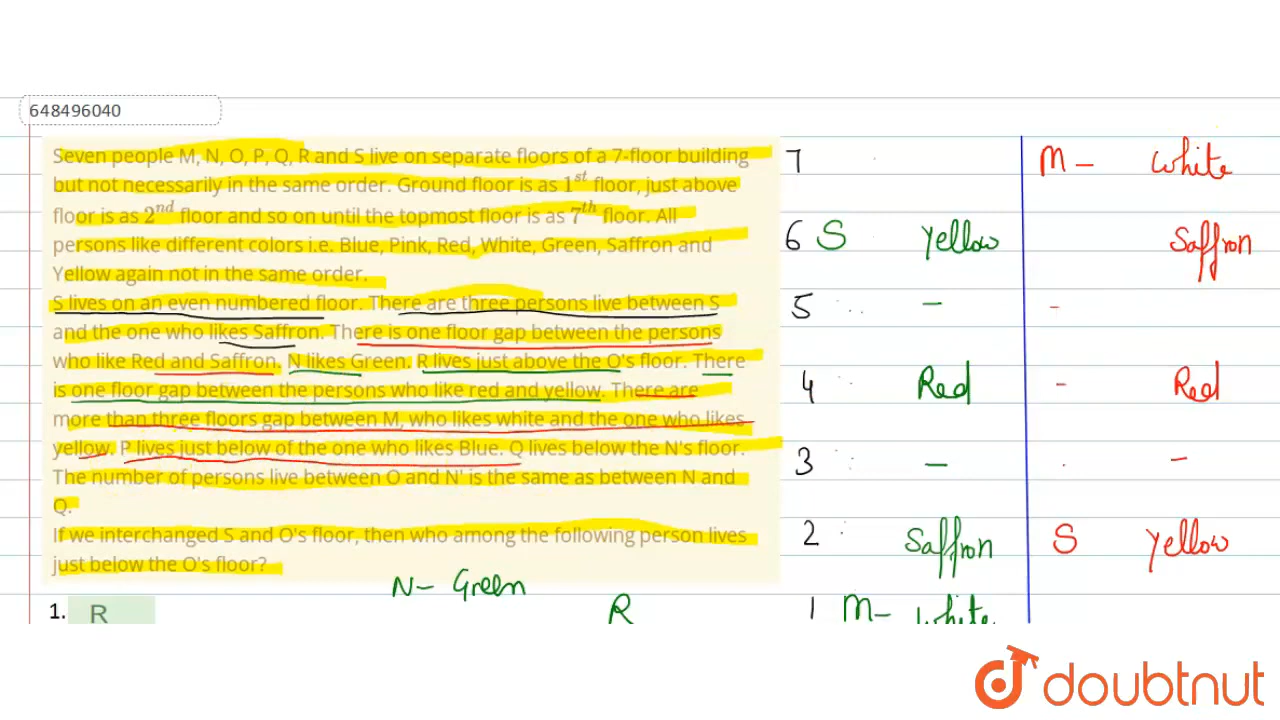 648496040
Seven people M, N, O, P, Q, R and S live on separate floors of a 7-floor building
but not necessarily in the same order. Ground floor is as 1st floor, just above
floor is as 2nd floor and so on until the topmost floor is as 7th floor. All
persons like different colors i.e. Blue, Pink, Red, White, Green, Saffron and
Yellow again not in the same order.
S lives on an even numbered floor. There are three persons live between S
and the one who likes Saffron. There is one floor gap between the persons
who like Red and Saffron. N likes Green. R lives just above the O's floor. There
is one floor gap between the persons who like red and yellow. There are
more than three floors gap between M, who likes white and the one who likes
yellow. P lives just below of the one who likes Blue. Q lives below the N's floor.
The number of persons live between O and N' is the same as between N and
Q.
If we interchanged S and O's floor, then who among the following person lives
just below the O's floor?
N- Green
1. R
R
7 M- White
6 S Yellow Saffron
5 - -
4 Red - Red
3 - -
2 Saffron S Yellow
1 M- White
doubtnut